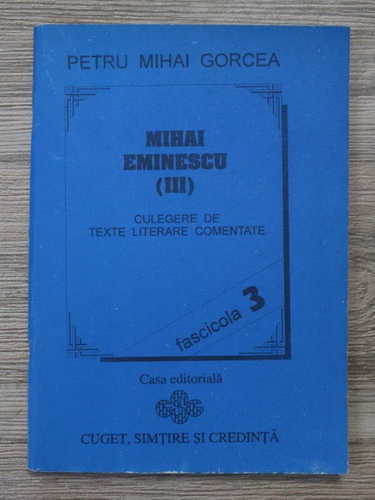 PETRU MIHAI GORCEA
MIHAI
EMINESCU
(III)
CULEGERE DE
TEXTE LITERARE COMENTATE
fascicola 3
Casa editorială
CUGET, SIMȚIRE ȘI CREDINȚĂ